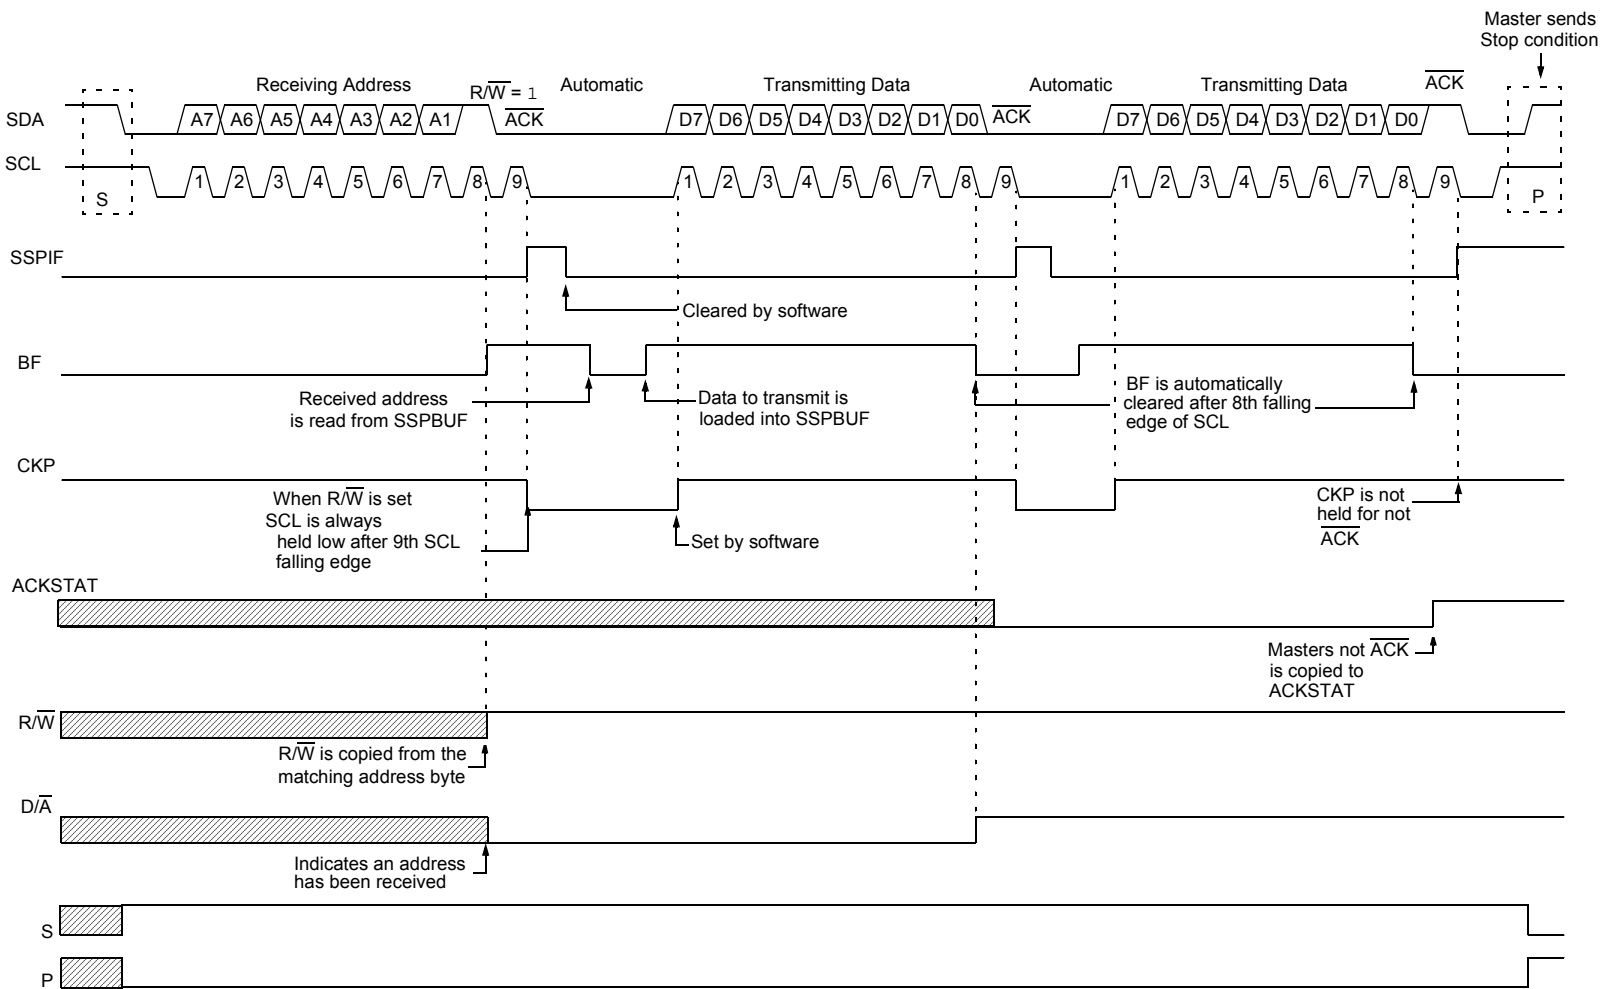 Master sends
Stop condition
Receiving Address
R/W̅ = 1
Automatic
Transmitting Data
Automatic
Transmitting Data
A̅C̅K̅
SDA
A7 A6 A5 A4 A3 A2 A1
A̅C̅K̅
D7 D6 D5 D4 D3 D2 D1 D0
A̅C̅K̅
D7 D6 D5 D4 D3 D2 D1 D0
SCL
S
1 2 3 4 5 6 7 8 9
1 2 3 4 5 6 7 8 9
1 2 3 4 5 6 7 8 9
P
SSPIF
Cleared by software
BF
Received address
is read from SSPBUF
Data to transmit is
loaded into SSPBUF
BF is automatically
cleared after 8th falling
edge of SCL
CKP
When R/W̅ is set
SCL is always
held low after 9th SCL
falling edge
Set by software
CKP is not
held for not
A̅C̅K̅
ACKSTAT
Masters not A̅C̅K̅
is copied to
ACKSTAT
R/W̅
R/W̅ is copied from the
matching address byte
D/A̅
Indicates an address
has been received
S
P